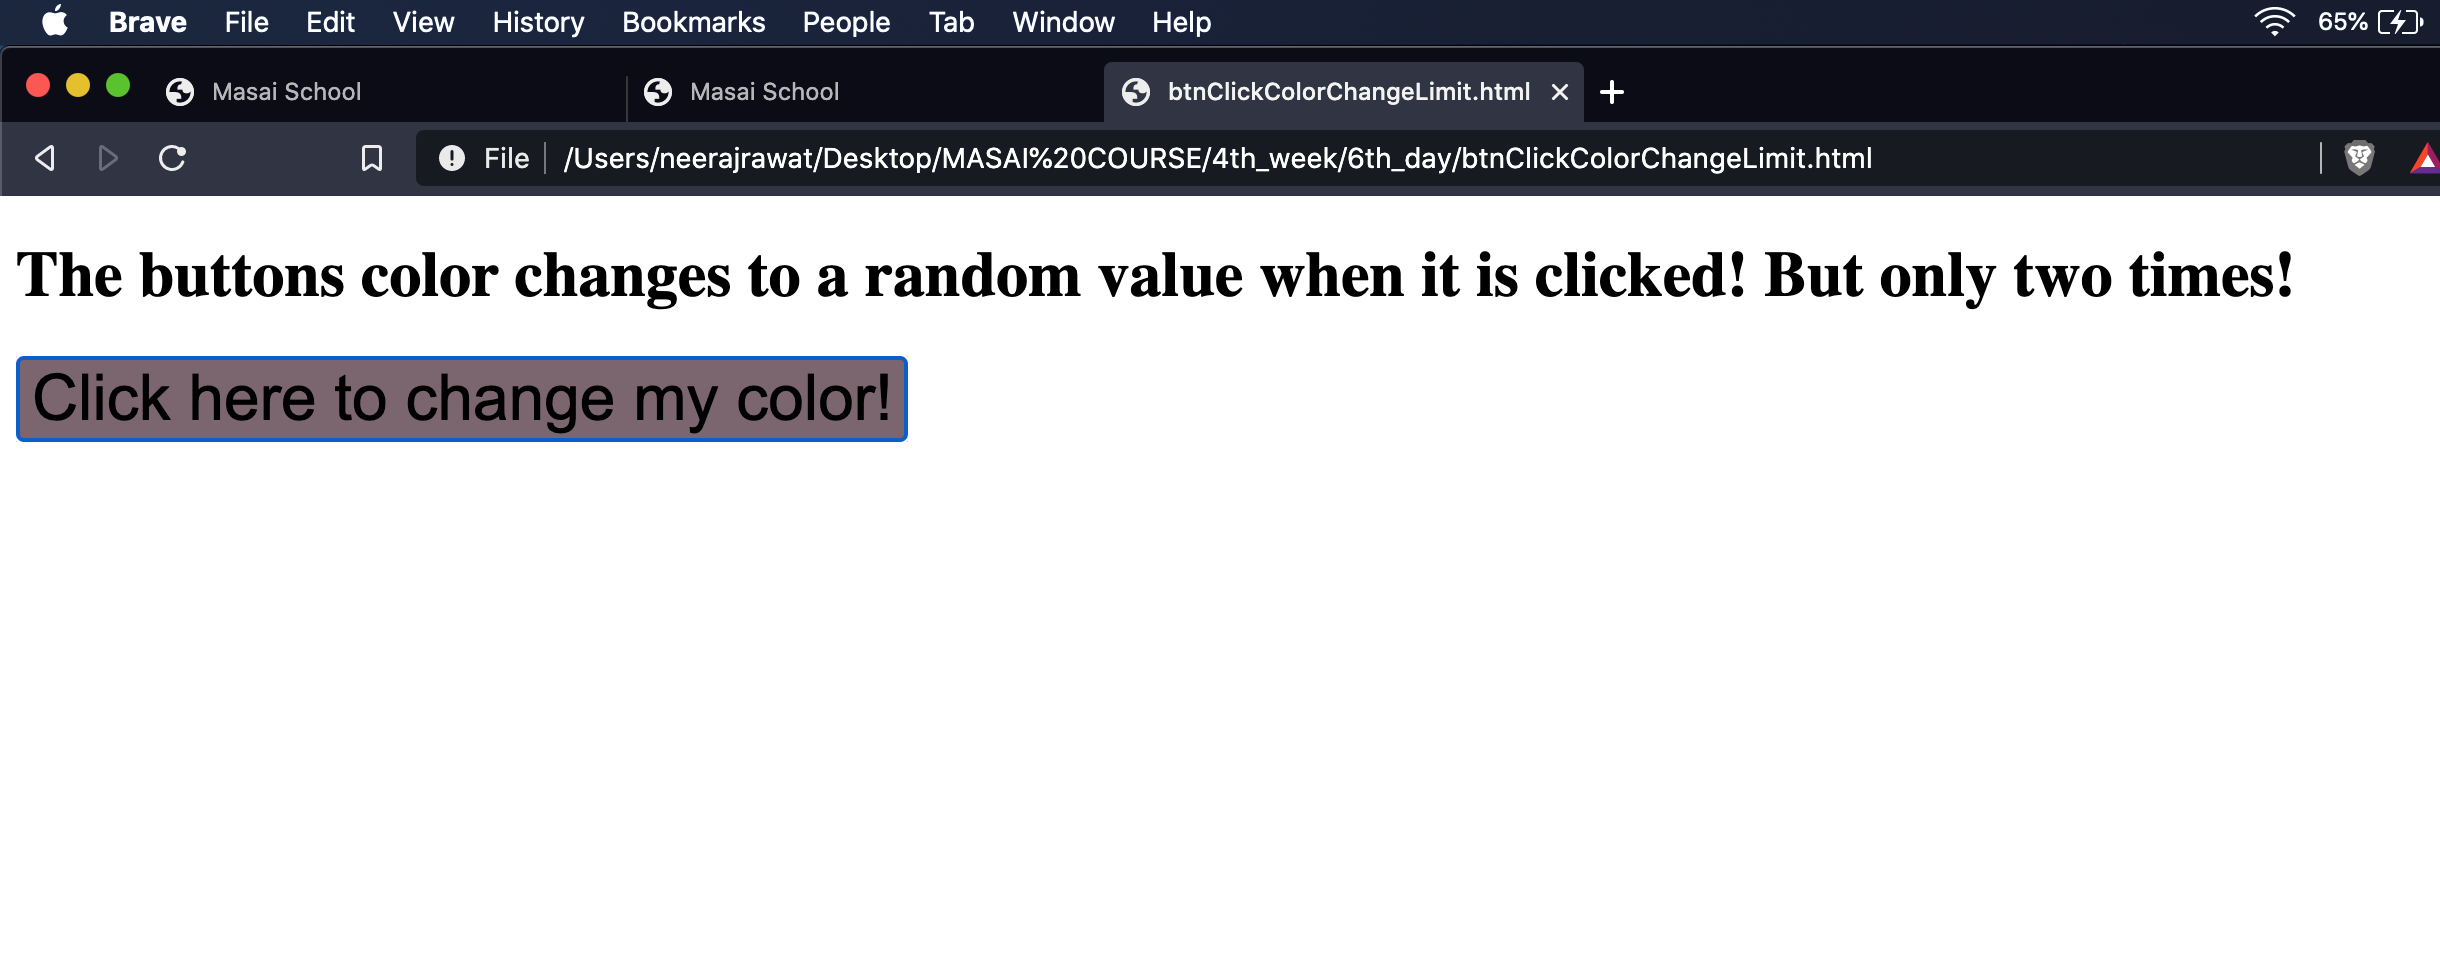 Brave File Edit View History Bookmarks People Tab Window Help 65%
Masai School Masai School btnClickColorChangeLimit.html
File /Users/neerajrawat/Desktop/MASAI%20COURSE/4th_week/6th_day/btnClickColorChangeLimit.html
The buttons color changes to a random value when it is clicked! But only two times!
Click here to change my color!